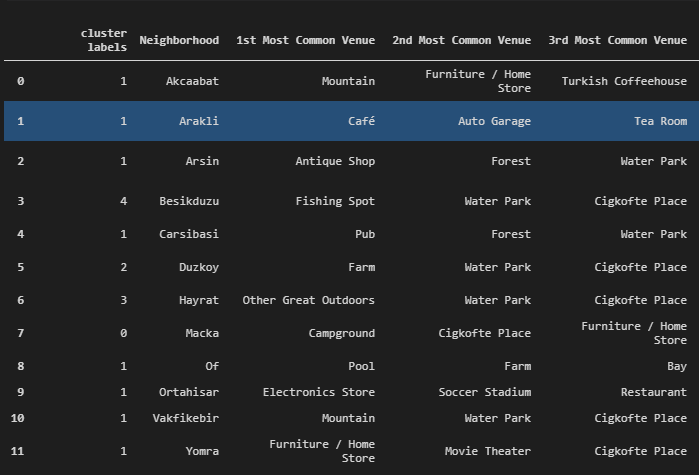 cluster labels Neighborhood 1st Most Common Venue 2nd Most Common Venue 3rd Most Common Venue
0 1 Akcaabat Mountain Furniture / Home Store Turkish Coffeehouse
1 1 Arakli Café Auto Garage Tea Room
2 1 Arsin Antique Shop Forest Water Park
3 4 Besikduzu Fishing Spot Water Park Cigkofte Place
4 1 Carsibasi Pub Forest Water Park
5 2 Duzkoy Farm Water Park Cigkofte Place
6 3 Hayrat Other Great Outdoors Water Park Cigkofte Place
7 0 Macka Campground Cigkofte Place Furniture / Home Store
8 1 Of Pool Farm Bay
9 1 Ortahisar Electronics Store Soccer Stadium Restaurant
10 1 Vakfikebir Mountain Water Park Cigkofte Place
11 1 Yomra Furniture / Home Store Movie Theater Cigkofte Place